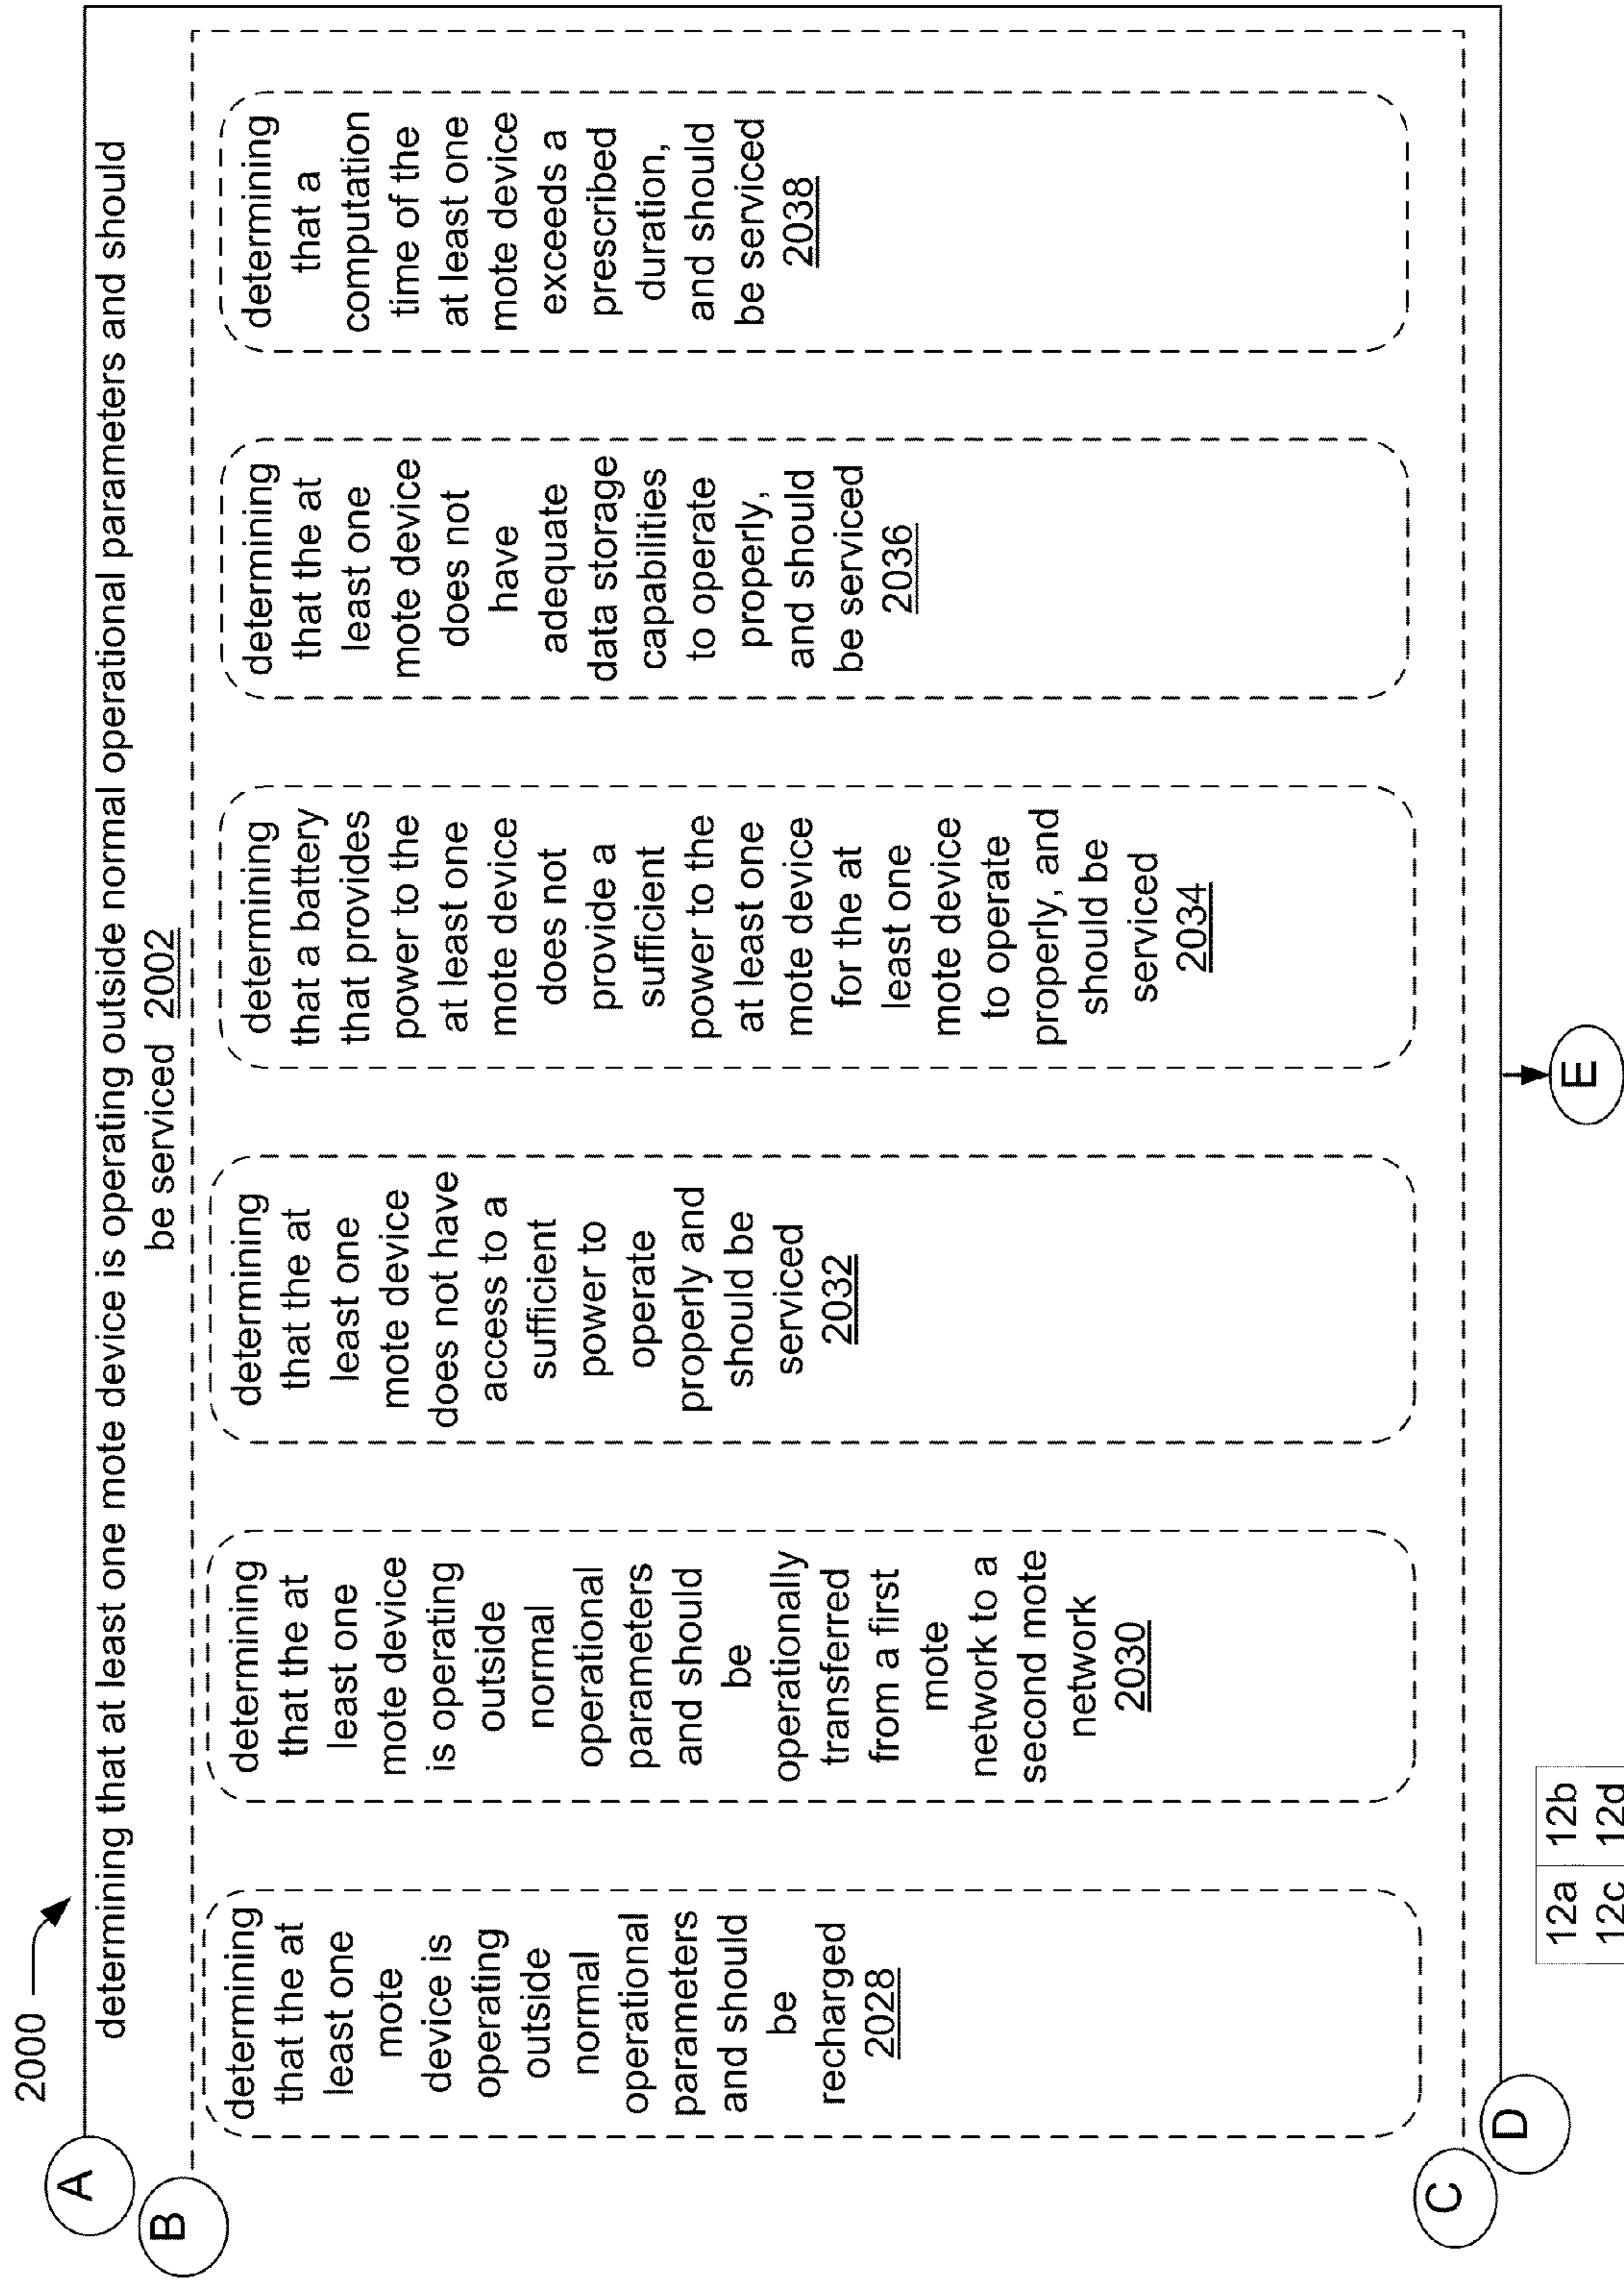 2000
A
determining that at least one mote device is operating outside normal operational parameters and should
be serviced 2002
B
determining
that the at
least one
mote
device is
operating
outside
normal
operational
parameters
and should
be
recharged
2028
determining
that the at
least one
mote device
is operating
outside
normal
operational
parameters
and should
be
operationally
transferred
from a first
mote
network to a
second mote
network
2030
determining
that the at
least one
mote device
does not have
access to a
sufficient
power to
operate
properly and
should be
serviced
2032
determining
that a battery
that provides
power to the
at least one
mote device
does not
provide a
sufficient
power to the
at least one
mote device
for the at
least one
mote device
to operate
properly, and
should be
serviced
2034
determining
that the at
least one
mote device
does not
have
adequate
data storage
capabilities
to operate
properly,
and should
be serviced
2036
determining
that a
computation
time of the
at least one
mote device
exceeds a
prescribed
duration,
and should
be serviced
2038
C
D
E
12a 12b
12c 12d